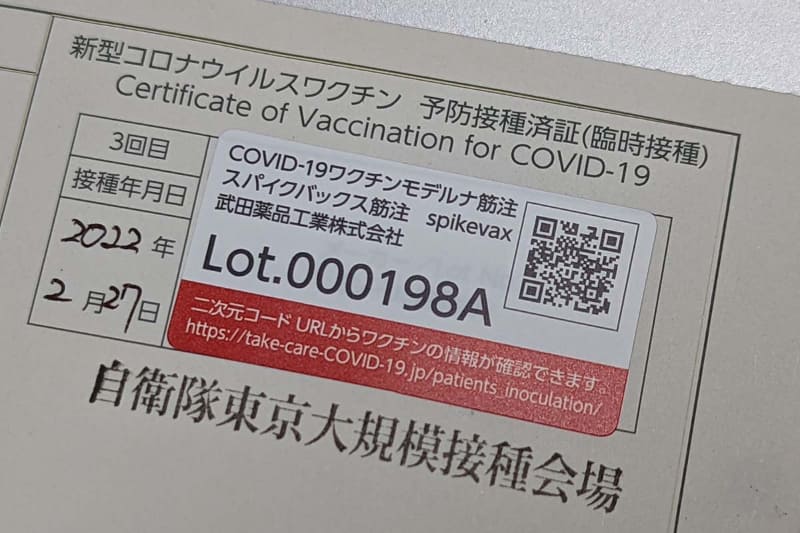 新型コロナウイルスワクチン 予防接種済証(臨時接種)
Certificate of Vaccination for COVID-19
3回目
接種年月日
2022年
2月27日
COVID-19ワクチンモデルナ筋注
スパイクバックス筋注 spikevax
武田薬品工業株式会社
Lot.000198A
二次元コード URLからワクチンの情報が確認できます。
https://take-care-COVID-19.jp/patients_inoculation/
自衛隊東京大規模接種会場